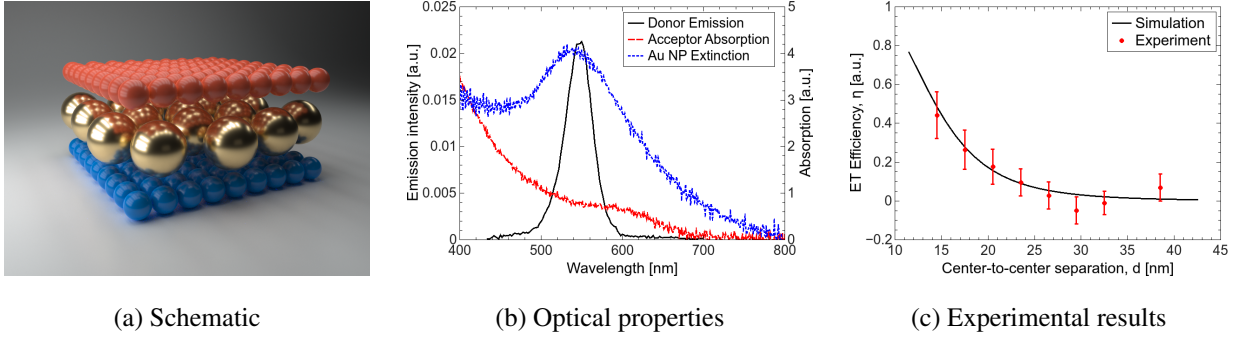 0.025
0.02
0.015
0.01
0.005
0
Emission intensity [a.u.]
Donor Emission
Acceptor Absorption
Au NP Extinction
5
4
3
2
1
0
Absorption [a.u.]
400 500 600 700 800
Wavelength [nm]
1
0.8
0.6
0.4
0.2
0
−0.2
ET Efficiency, η [a.u.]
Simulation
Experiment
10 15 20 25 30 35 40 45
Center-to-center separation, d [nm]
(a) Schematic
(b) Optical properties
(c) Experimental results